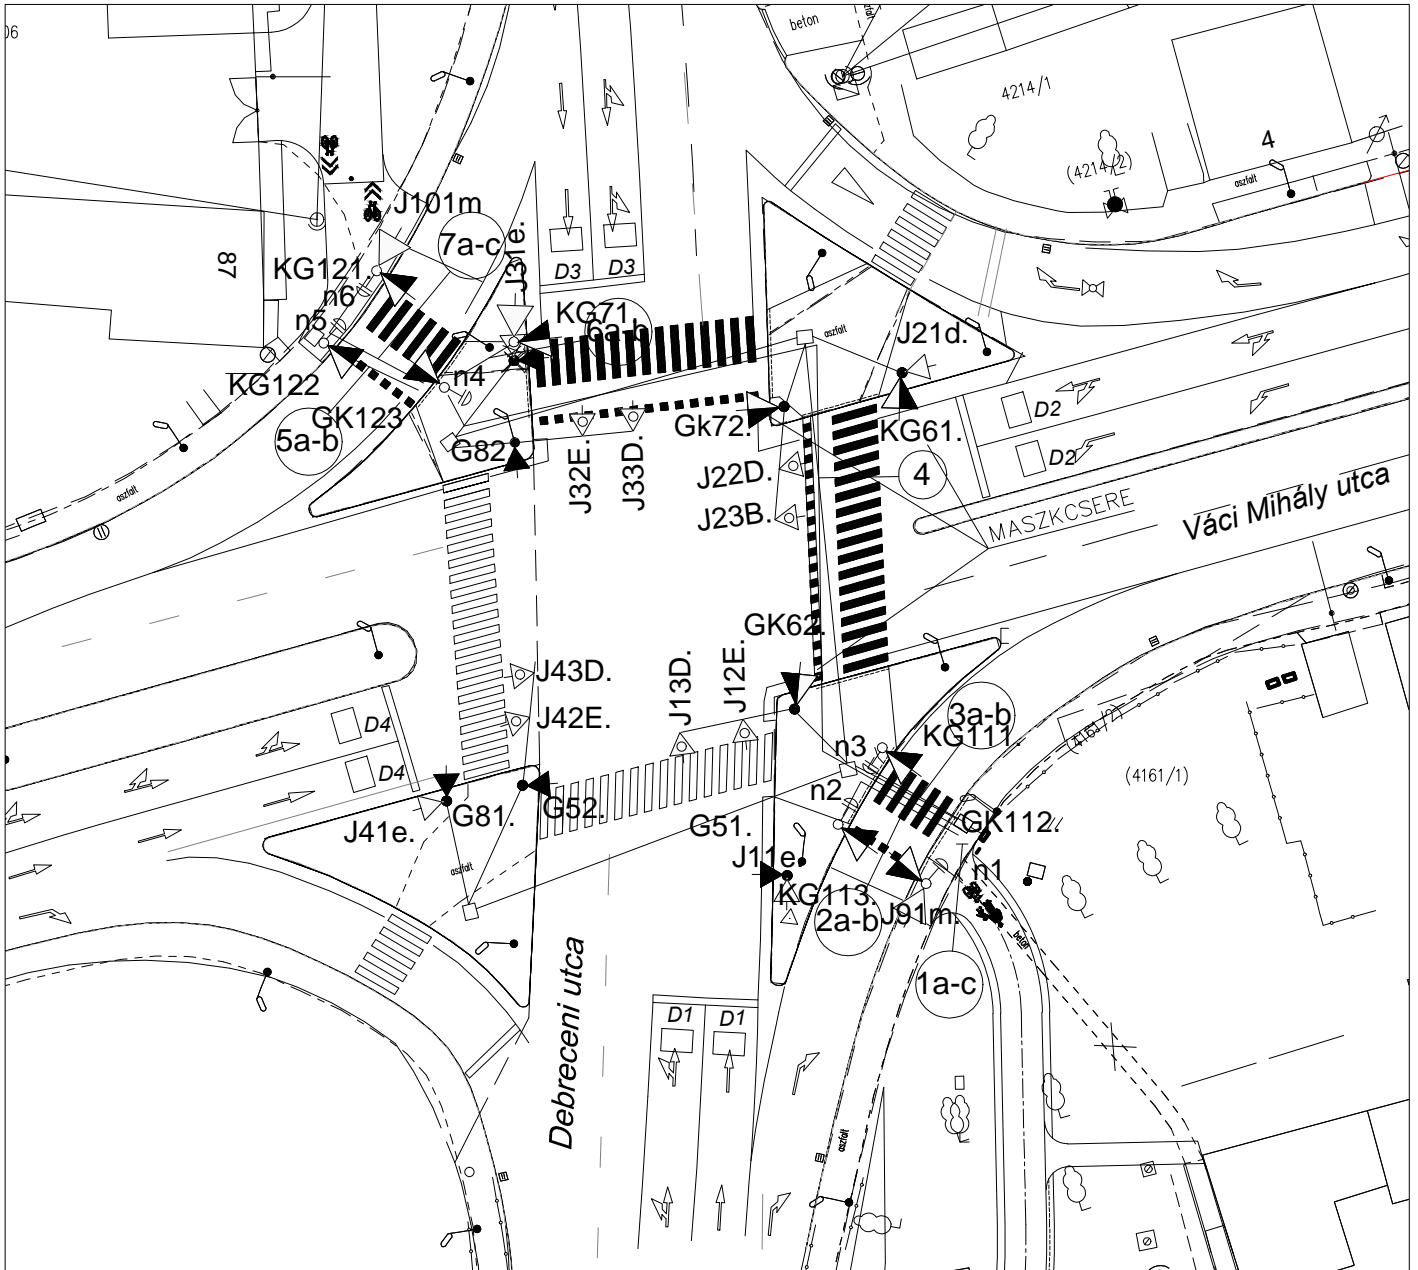 06
beton
4214/1
(4214/2)
4
aszfalt
J101m
7a-c
J31e.
D3
D3
87
KG121.
n6
n5
KG71.
6a-b
aszfalt
J21d.
KG122
n4
GK123
D2
5a-b
G82
J32E.
J33D.
Gk72.
KG61.
D2
J22D.
4
J23B.
MASZKCSERE
Váci Mihály utca
aszfalt
GK62.
J43D.
J13D.
J12E.
J42E.
D4
D4
3a-b
n3
KG111.
(4161/2)
(4161/1)
n2
J41e.
G81.
G52.
G51.
GK112.
J11e.
n1
aszfalt
KG113.
2a-b
J91m.
beton
1a-c
Debreceni utca
D1
D1
aszfalt